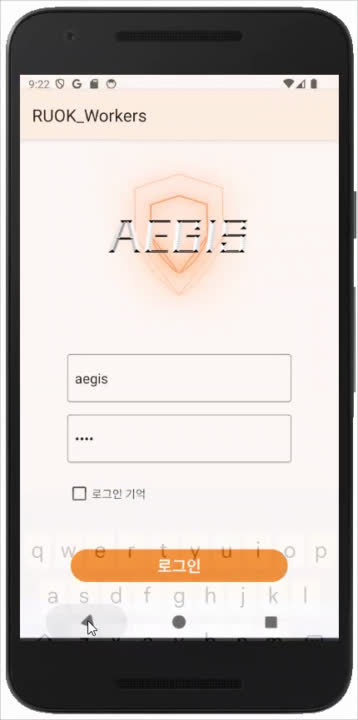 9:22
RUOK_Workers
AEGIS
aegis
••••
로그인 기억
q w e r t y u i o p
로그인
a s d f g h j k l